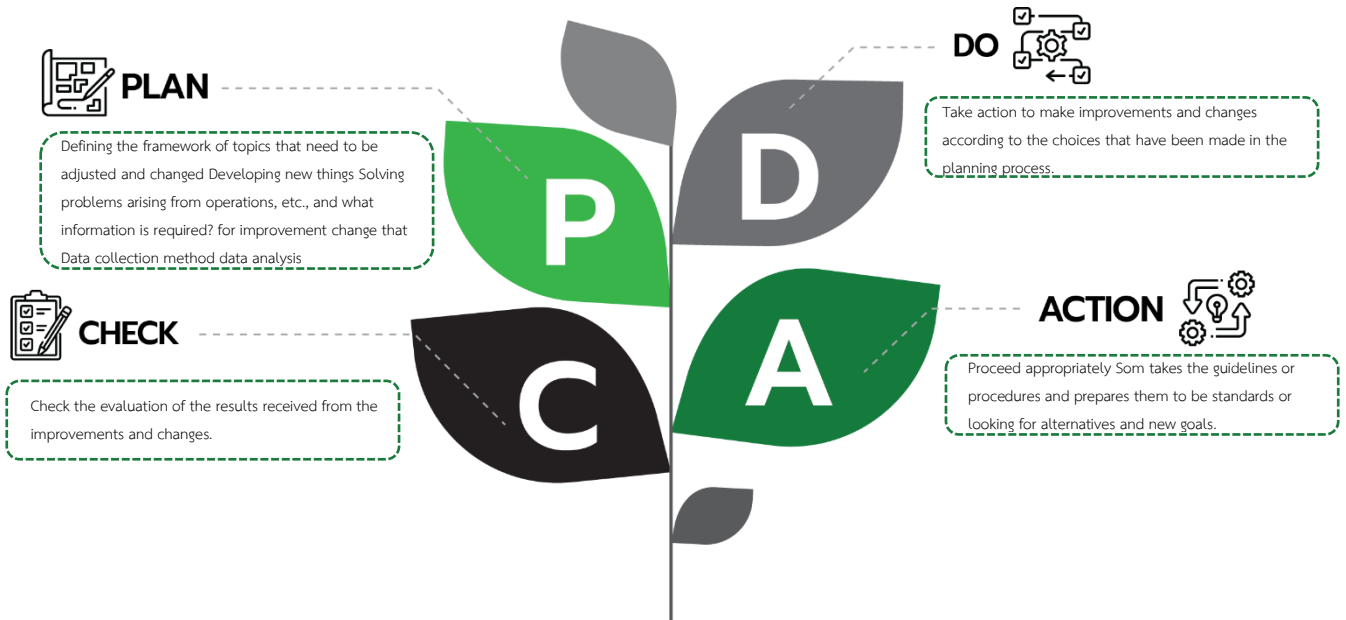 PLAN
P
Defining the framework of topics that need to be
adjusted and changed Developing new things Solving
problems arising from operations, etc., and what
information is required? for improvement change that
Data collection method data analysis
DO
D
Take action to make improvements and changes
according to the choices that have been made in the
planning process.
CHECK
C
Check the evaluation of the results received from the
improvements and changes.
ACTION
A
Proceed appropriately Som takes the guidelines or
procedures and prepares them to be standards or
looking for alternatives and new goals.